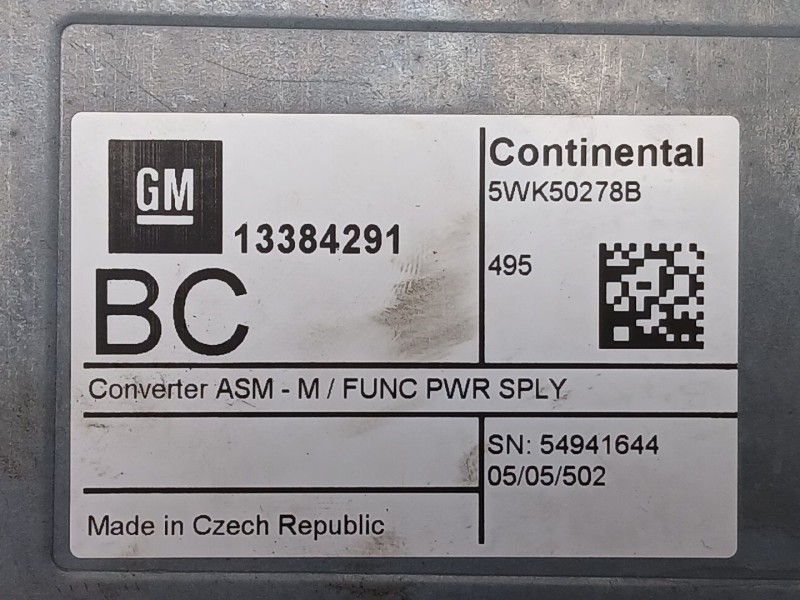 GM
13384291
BC
Continental
5WK50278B
495
Converter ASM - M / FUNC PWR SPLY
SN: 54941644
05/05/502
Made in Czech Republic